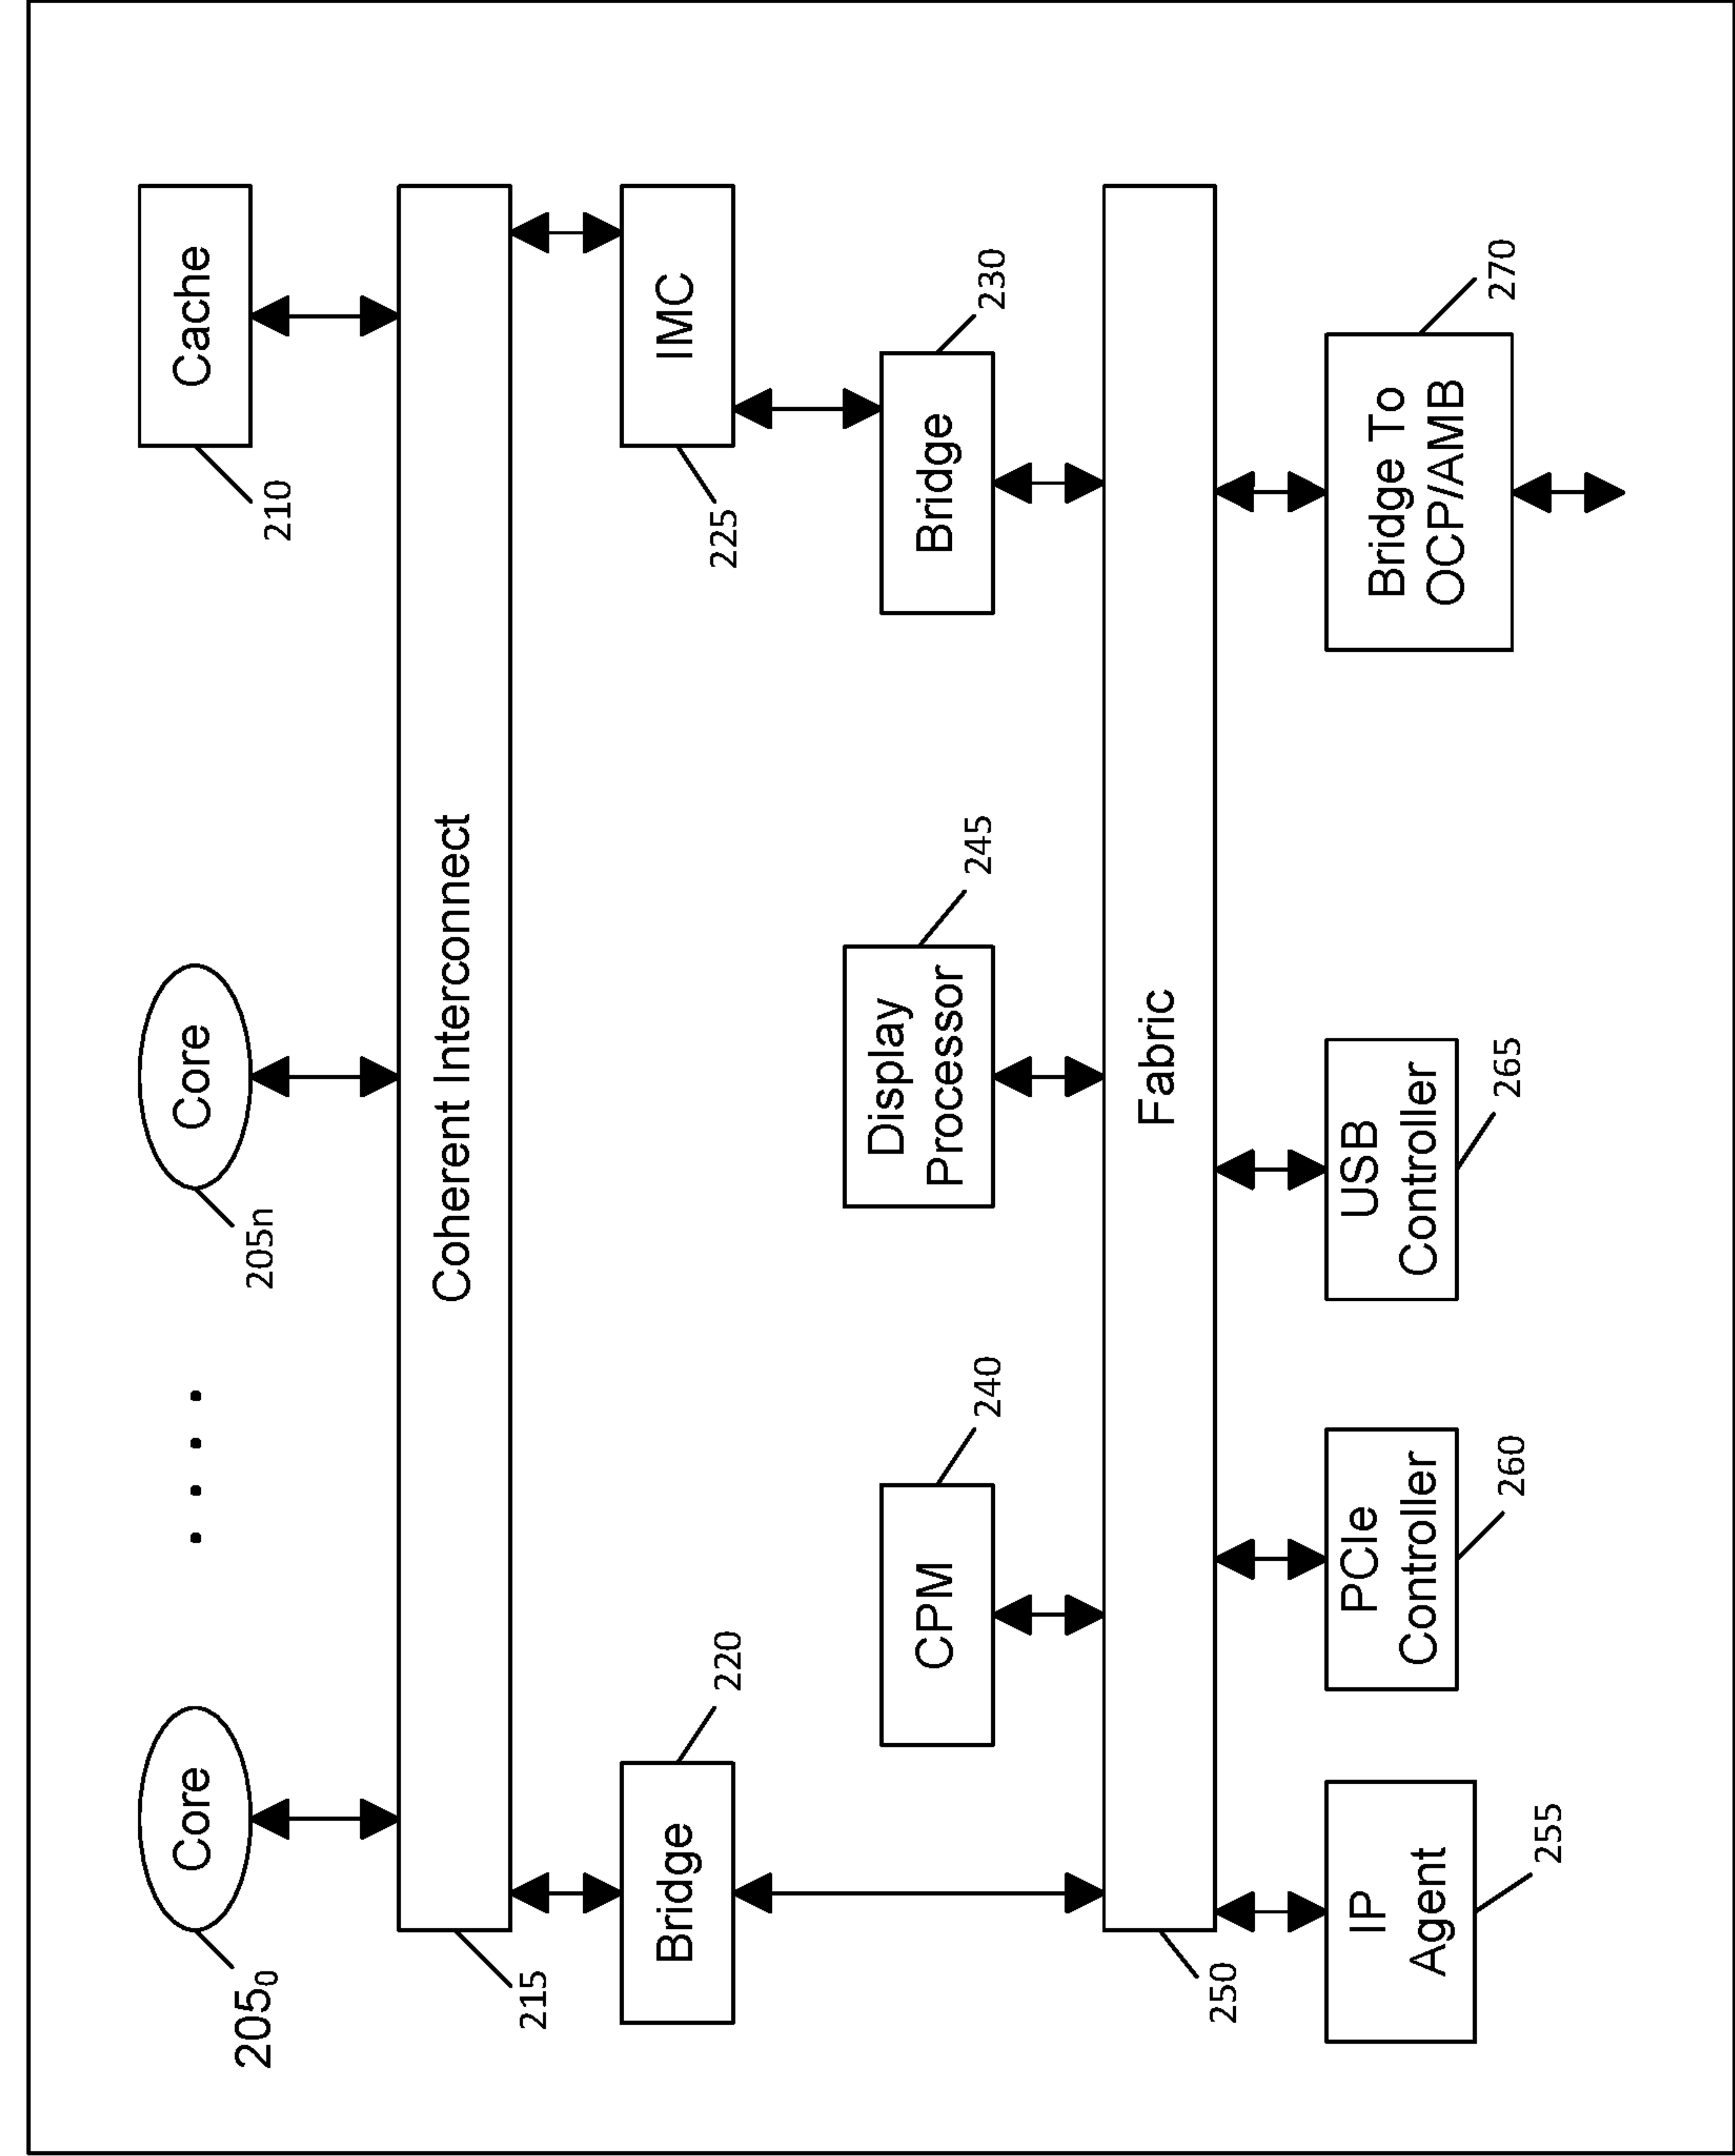 Core
Core
Cache
205₀
205n
210
Coherent Interconnect
215
Bridge
220
IMC
225
CPM
240
Display
Processor
245
Bridge
230
Fabric
250
IP
Agent
255
PCIe
Controller
260
USB
Controller
265
Bridge To
OCP/AMB
270